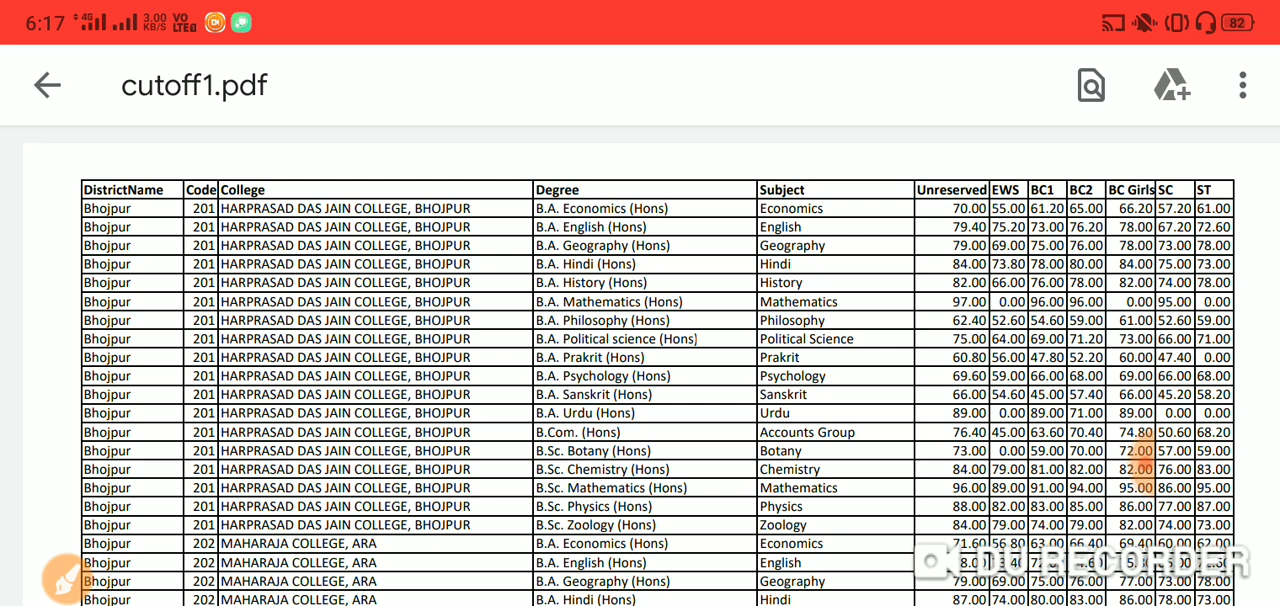 6:17 4G 3.00 KB/S VO LTE 82
cutoff1.pdf
DistrictName Code College Degree Subject Unreserved EWS BC1 BC2 BC Girls SC ST
Bhojpur 201 HARPRASAD DAS JAIN COLLEGE, BHOJPUR B.A. Economics (Hons) Economics 70.00 55.00 61.20 65.00 66.20 57.20 61.00
Bhojpur 201 HARPRASAD DAS JAIN COLLEGE, BHOJPUR B.A. English (Hons) English 79.40 75.20 73.00 76.20 78.00 67.20 72.60
Bhojpur 201 HARPRASAD DAS JAIN COLLEGE, BHOJPUR B.A. Geography (Hons) Geography 79.00 69.00 75.00 76.00 78.00 73.00 78.00
Bhojpur 201 HARPRASAD DAS JAIN COLLEGE, BHOJPUR B.A. Hindi (Hons) Hindi 84.00 73.80 78.00 80.00 84.00 75.00 73.00
Bhojpur 201 HARPRASAD DAS JAIN COLLEGE, BHOJPUR B.A. History (Hons) History 82.00 66.00 76.00 78.00 82.00 74.00 78.00
Bhojpur 201 HARPRASAD DAS JAIN COLLEGE, BHOJPUR B.A. Mathematics (Hons) Mathematics 97.00 0.00 96.00 96.00 0.00 95.00 0.00
Bhojpur 201 HARPRASAD DAS JAIN COLLEGE, BHOJPUR B.A. Philosophy (Hons) Philosophy 62.40 52.60 54.60 59.00 61.00 52.60 59.00
Bhojpur 201 HARPRASAD DAS JAIN COLLEGE, BHOJPUR B.A. Political science (Hons) Political Science 75.00 64.00 69.00 71.20 73.00 66.00 71.00
Bhojpur 201 HARPRASAD DAS JAIN COLLEGE, BHOJPUR B.A. Prakrit (Hons) Prakrit 60.80 56.00 47.80 52.20 60.00 47.40 0.00
Bhojpur 201 HARPRASAD DAS JAIN COLLEGE, BHOJPUR B.A. Psychology (Hons) Psychology 69.60 59.00 66.00 68.00 69.00 66.00 68.00
Bhojpur 201 HARPRASAD DAS JAIN COLLEGE, BHOJPUR B.A. Sanskrit (Hons) Sanskrit 66.00 54.60 45.00 57.40 66.00 45.20 58.20
Bhojpur 201 HARPRASAD DAS JAIN COLLEGE, BHOJPUR B.A. Urdu (Hons) Urdu 89.00 0.00 89.00 71.00 89.00 0.00 0.00
Bhojpur 201 HARPRASAD DAS JAIN COLLEGE, BHOJPUR B.Com. (Hons) Accounts Group 76.40 45.00 63.60 70.40 74.80 50.60 68.20
Bhojpur 201 HARPRASAD DAS JAIN COLLEGE, BHOJPUR B.Sc. Botany (Hons) Botany 73.00 0.00 59.00 70.00 72.00 57.00 59.00
Bhojpur 201 HARPRASAD DAS JAIN COLLEGE, BHOJPUR B.Sc. Chemistry (Hons) Chemistry 84.00 79.00 81.00 82.00 82.00 76.00 83.00
Bhojpur 201 HARPRASAD DAS JAIN COLLEGE, BHOJPUR B.Sc. Mathematics (Hons) Mathematics 96.00 89.00 91.00 94.00 95.00 86.00 95.00
Bhojpur 201 HARPRASAD DAS JAIN COLLEGE, BHOJPUR B.Sc. Physics (Hons) Physics 88.00 82.00 83.00 85.00 86.00 77.00 87.00
Bhojpur 201 HARPRASAD DAS JAIN COLLEGE, BHOJPUR B.Sc. Zoology (Hons) Zoology 84.00 79.00 74.00 79.00 82.00 74.00 73.00
Bhojpur 202 MAHARAJA COLLEGE, ARA B.A. Economics (Hons) Economics 71.60 56.80 63.00 66.40 69.40 60.00 62.00
Bhojpur 202 MAHARAJA COLLEGE, ARA B.A. English (Hons) English
DU RECORDER
Bhojpur 202 MAHARAJA COLLEGE, ARA B.A. Geography (Hons) Geography 79.00 69.00 75.00 76.00 77.00 73.00 78.00
Bhojpur 202 MAHARAJA COLLEGE, ARA B.A. Hindi (Hons) Hindi 87.00 74.00 80.00 83.00 86.00 78.00 73.00